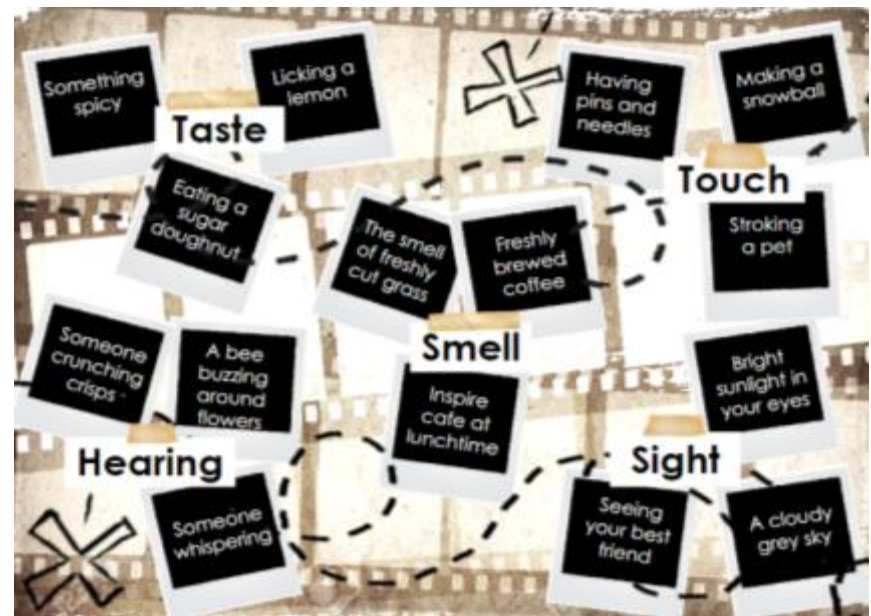 Something
spicy
Licking a
lemon
Taste
Eating a
sugar
doughnut
Having
pins and
needles
Making a
snowball
Touch
Stroking
a pet
The smell
of freshly
cut grass
Freshly
brewed
coffee
Smell
Inspire
cafe at
lunchtime
Someone
crunching
crisps
A bee
buzzing
around
flowers
Hearing
Someone
whispering
Bright
sunlight in
your eyes
Sight
Seeing
your best
friend
A cloudy
grey sky